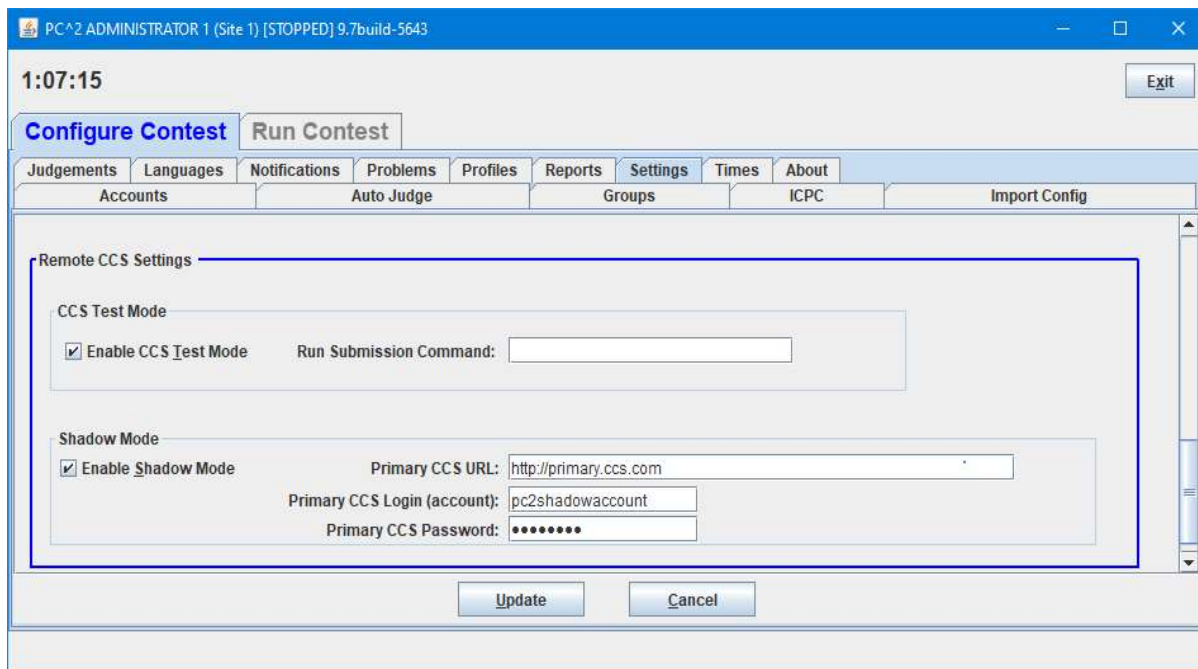 PC^2 ADMINISTRATOR 1 (Site 1) [STOPPED] 9.7build-5643
1:07:15
Exit
Configure Contest Run Contest
Judgements Languages Notifications Problems Profiles Reports Settings Times About
Accounts Auto Judge Groups ICPC Import Config
Remote CCS Settings
CCS Test Mode
Enable CCS Test Mode Run Submission Command:
Shadow Mode
Enable Shadow Mode Primary CCS URL: http://primary.ccs.com
Primary CCS Login (account): pc2shadowaccount
Primary CCS Password: ●●●●●●●●
Update Cancel